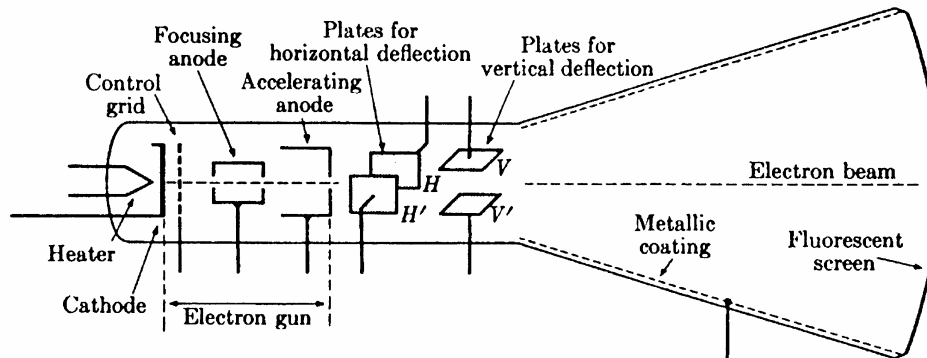 Plates for
horizontal deflection
Focusing
anode
Accelerating
anode
Plates for
vertical deflection
Control
grid
H
H'
V
V'
Electron beam
Metallic
coating
Fluorescent
screen
Heater
Cathode
Electron gun